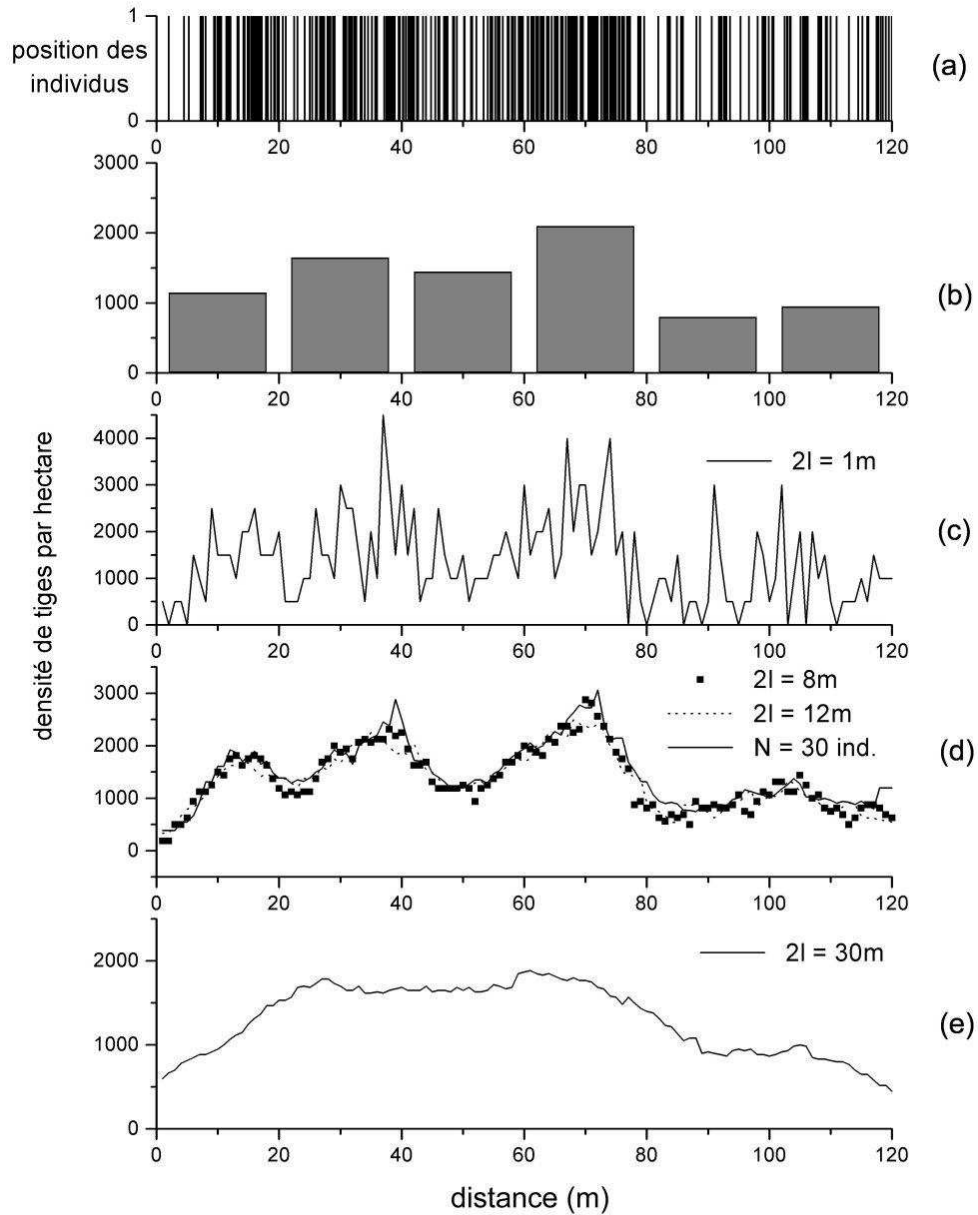 1
position des
individus
0
(a)
0 20 40 60 80 100 120
3000
2000
1000
0
(b)
0 20 40 60 80 100 120
densité de tiges par hectare
4000
3000
2000
1000
0
2l = 1m
(c)
0 20 40 60 80 100 120
3000
2000
1000
0
2l = 8m
2l = 12m
N = 30 ind.
(d)
0 20 40 60 80 100 120
2000
1000
0
2l = 30m
(e)
0 20 40 60 80 100 120
distance (m)